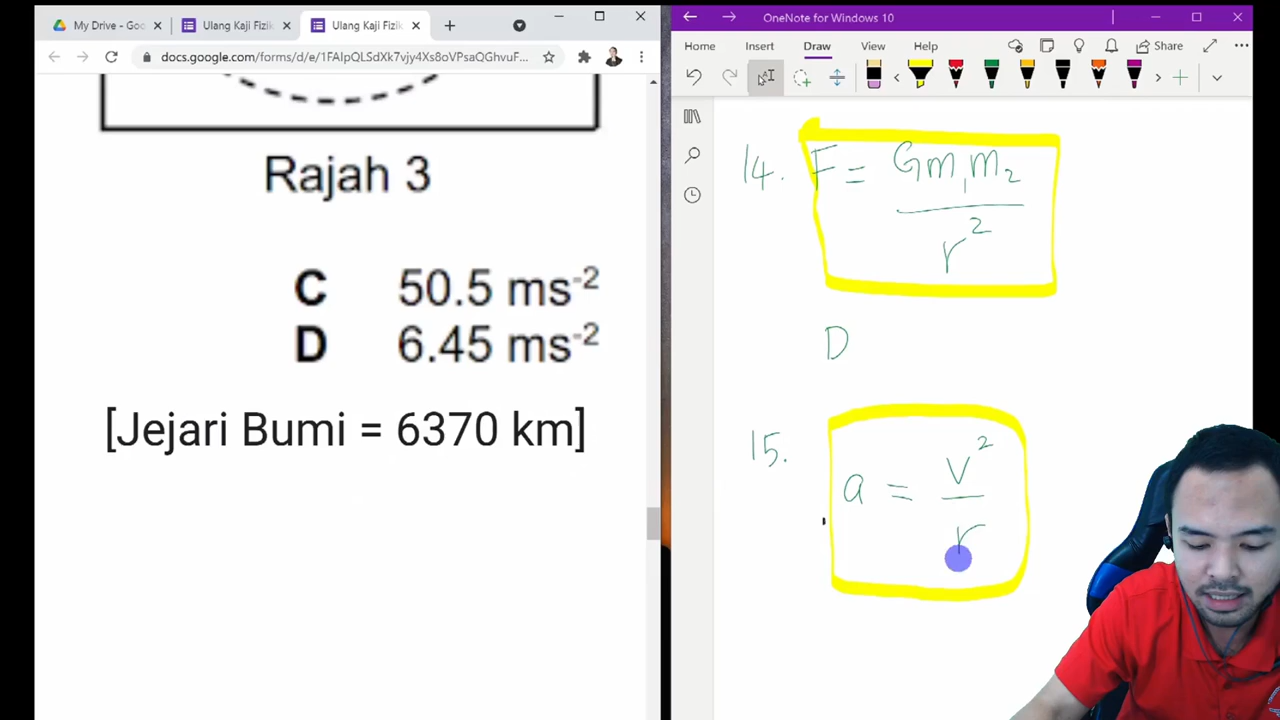 My Drive - Goo
Ulang Kaji Fizik
Ulang Kaji Fizik
docs.google.com/forms/d/e/1FAIpQLSdXk7vjy4Xs8oVPsaQGhvuF...
Rajah 3
C 50.5 ms⁻²
D 6.45 ms⁻²
[Jejari Bumi = 6370 km]
OneNote for Windows 10
Home Insert Draw View Help Share
14. F = Gm₁m₂ / r²
D
15. a = v² / r